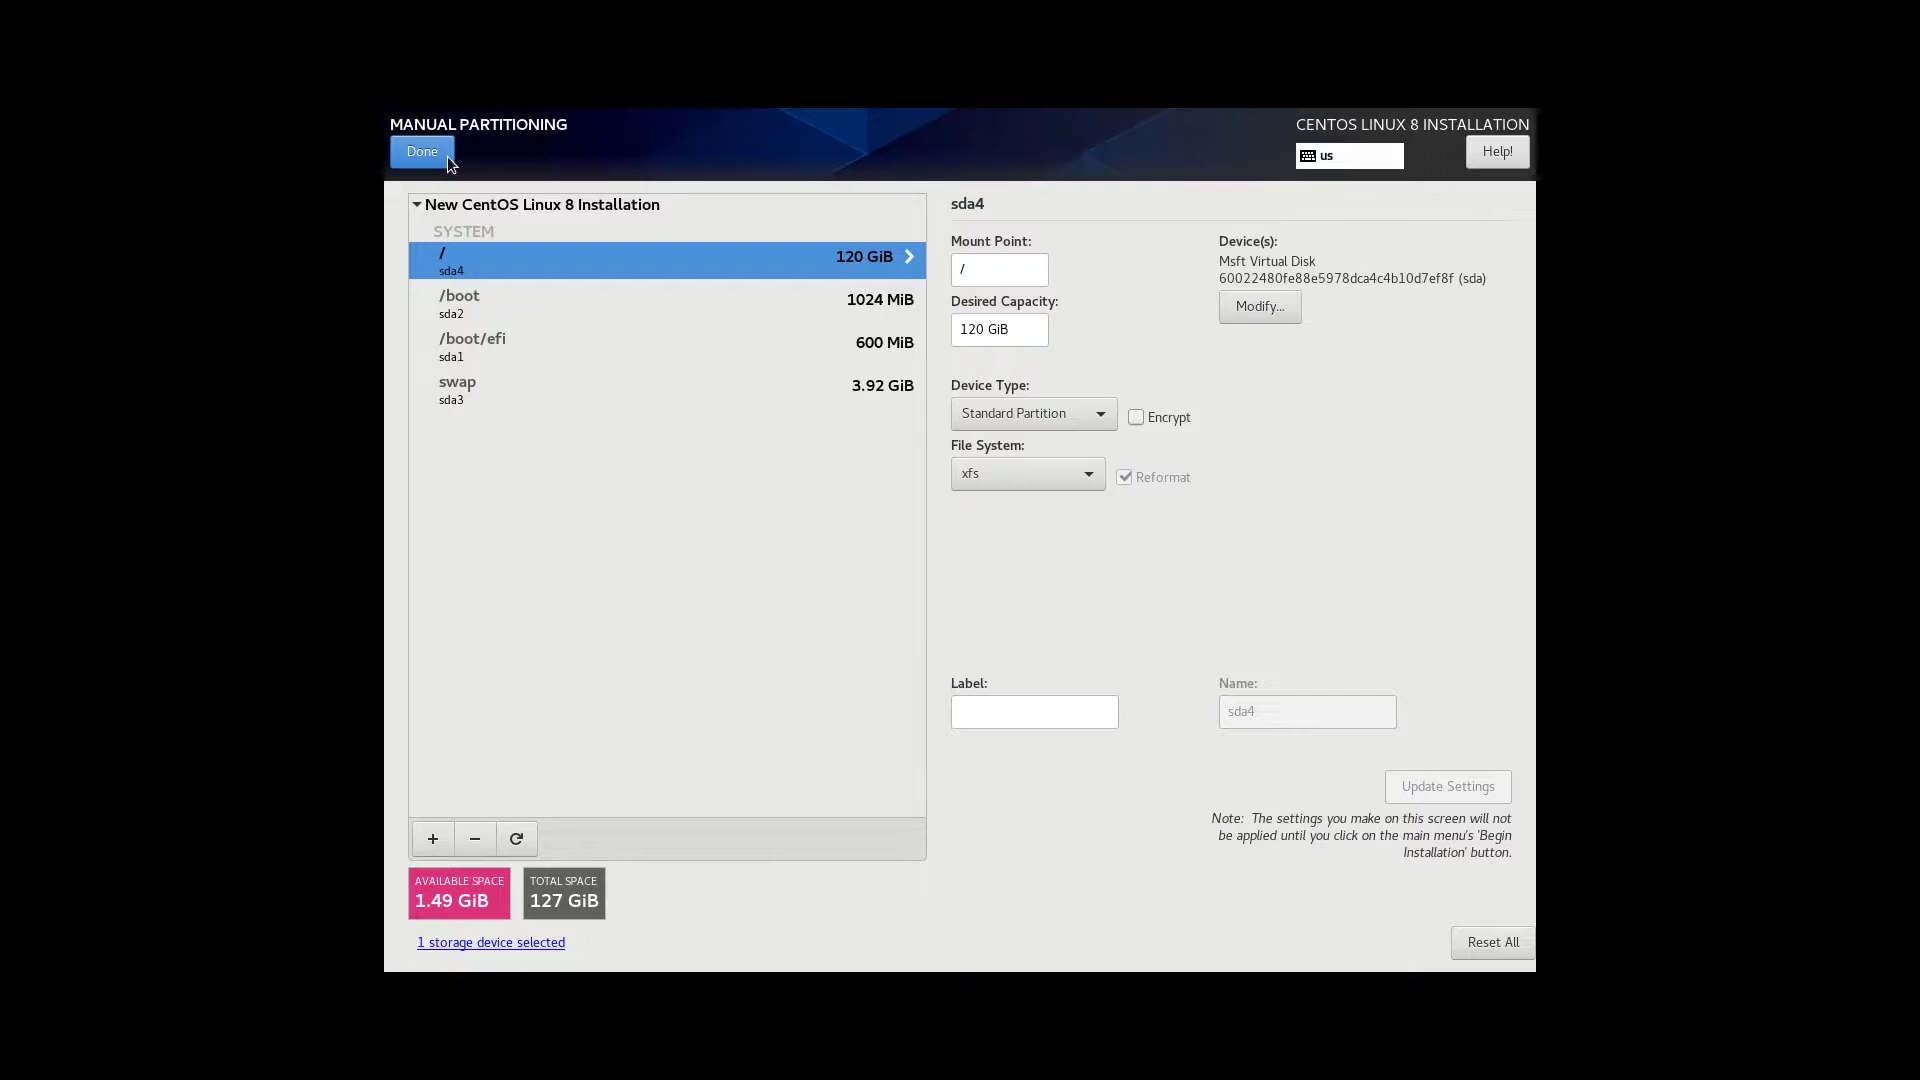 MANUAL PARTITIONING
CENTOS LINUX 8 INSTALLATION
Done
us
Help!
New CentOS Linux 8 Installation
SYSTEM
/
120 GiB
sda4
/boot
1024 MiB
sda2
/boot/efi
600 MiB
sda1
swap
3.92 GiB
sda3
sda4
Mount Point:
/
Desired Capacity:
120 GiB
Device(s):
Msft Virtual Disk
60022480fe88e5978dca4c4b10d7ef8f (sda)
Modify...
Device Type:
Standard Partition
Encrypt
File System:
xfs
Reformat
Label:
Name:
sda4
Update Settings
Note: The settings you make on this screen will not
be applied until you click on the main menu's 'Begin
Installation' button.
AVAILABLE SPACE
1.49 GiB
TOTAL SPACE
127 GiB
1 storage device selected
Reset All